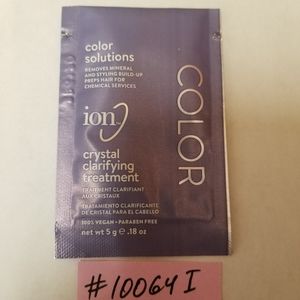 color
solutions
REMOVES MINERAL
AND STYLING BUILD-UP
PREPS HAIR FOR
CHEMICAL SERVICES
COLOR
ion
crystal
clarifying
treatment
TRAITEMENT CLARIFIANT
AUX CRISTAUX
TRATAMIENTO CLARIFICANTE
DE CRISTAL PARA EL CABELLO
100% VEGAN • PARABEN FREE
net wt 5 g e .18 oz
#10064 I